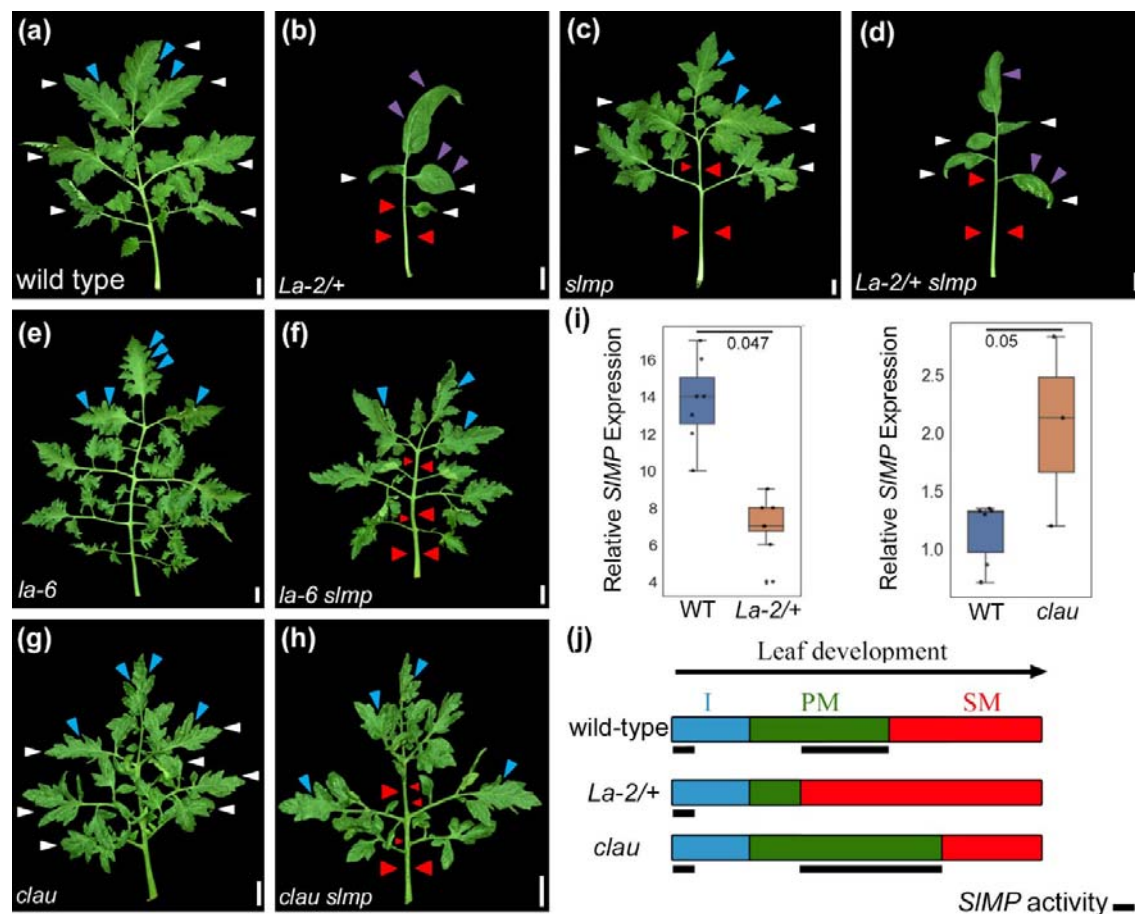 (a)
wild type
(b)
La-2/+
(c)
slmp
(d)
La-2/+ slmp
(e)
la-6
(f)
la-6 slmp
(g)
clau
(h)
clau slmp
(i)
Relative SlMP Expression
16
14
12
10
8
6
4
0.047
WT
La-2/+
Relative SlMP Expression
2.5
2.0
1.5
1.0
0.05
WT
clau
(j)
Leaf development
I
PM
SM
wild-type
La-2/+
clau
SlMP activity